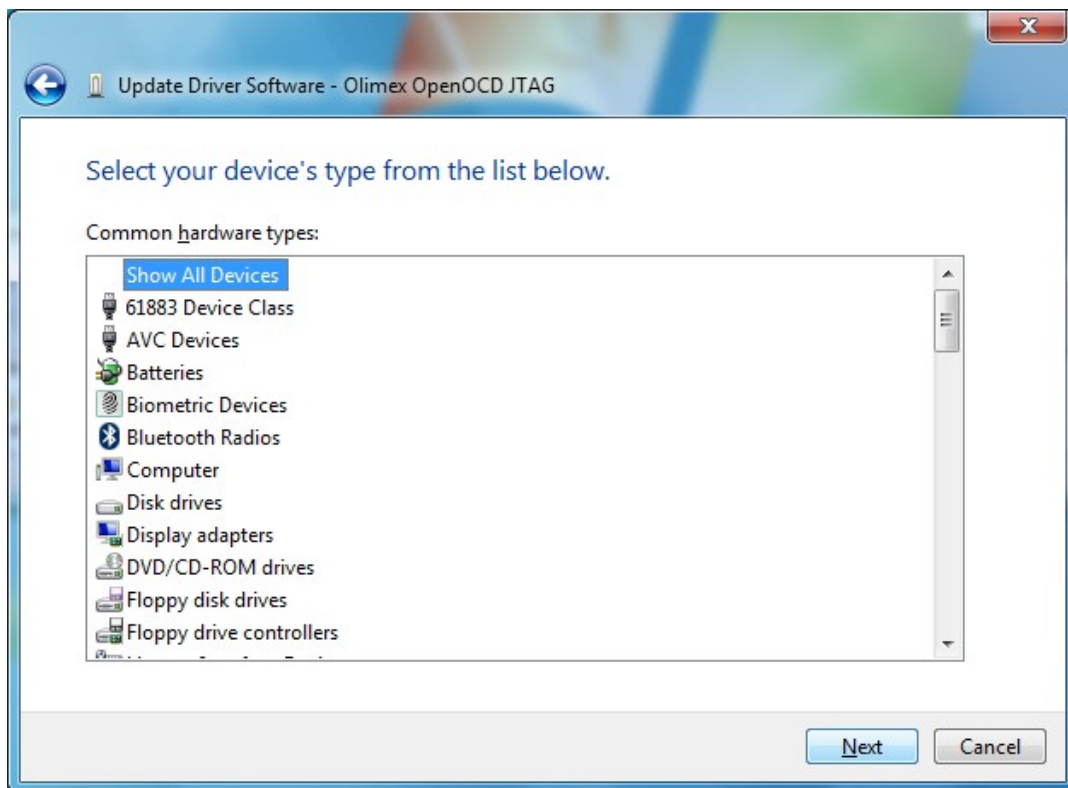 Update Driver Software - Olimex OpenOCD JTAG
Select your device's type from the list below.
Common hardware types:
Show All Devices
61883 Device Class
AVC Devices
Batteries
Biometric Devices
Bluetooth Radios
Computer
Disk drives
Display adapters
DVD/CD-ROM drives
Floppy disk drives
Floppy drive controllers
Next Cancel